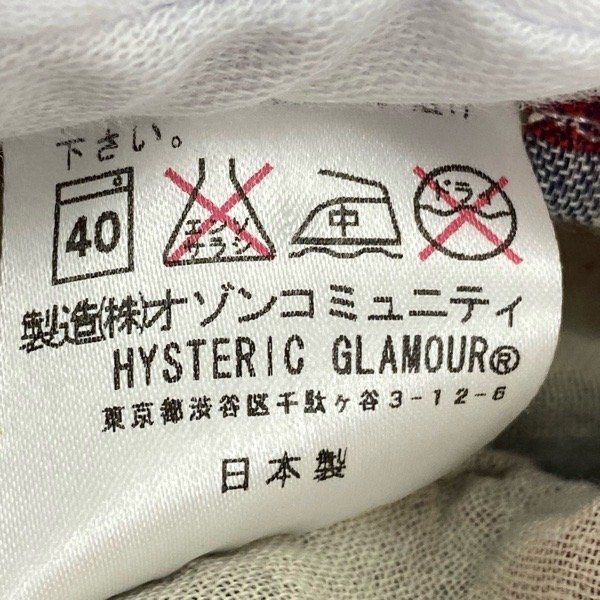 下さい。
40 エンソサラシ 中 ドライ
製造(株)オゾンコミュニティ
HYSTERIC GLAMOUR®
東京都渋谷区千駄ヶ谷3-12-6
日本製